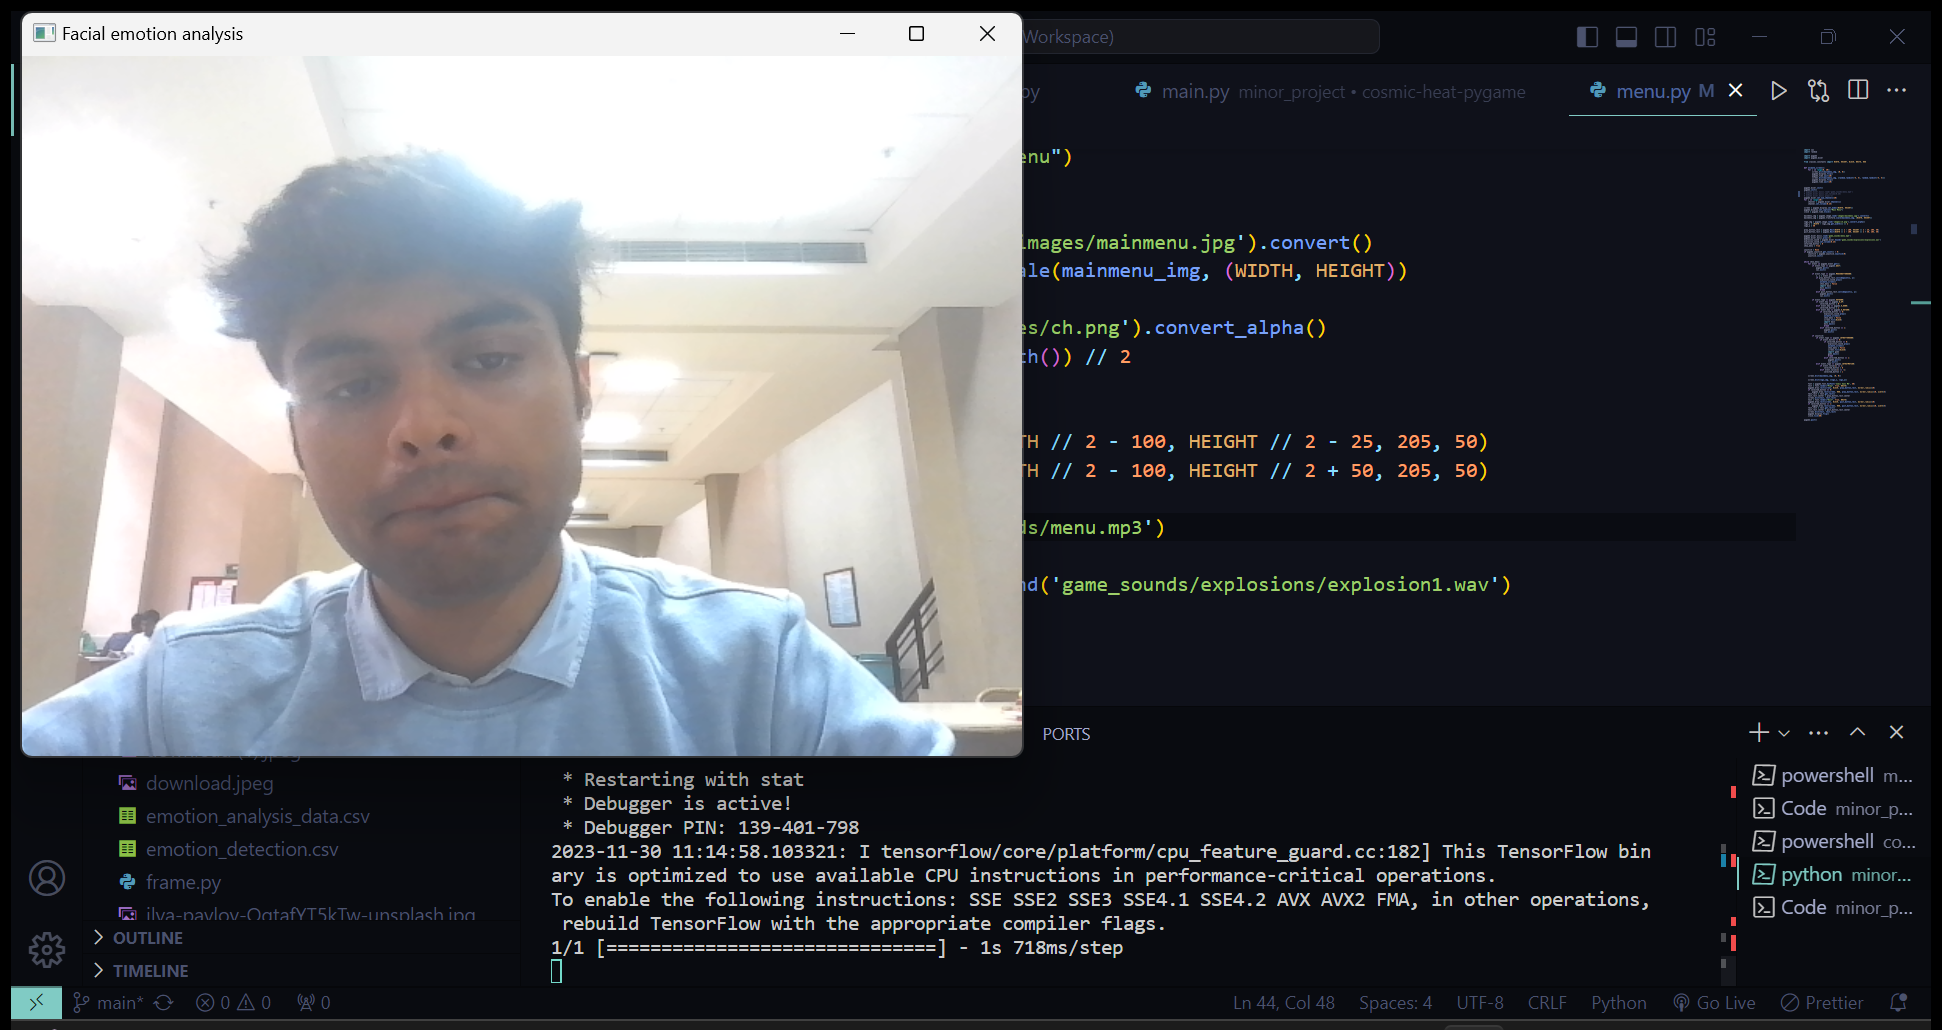 Facial emotion analysis
Workspace)
py
main.py minor_project • cosmic-heat-pygame
menu.py M
enu")
images/mainmenu.jpg').convert()
ale(mainmenu_img, (WIDTH, HEIGHT))
es/ch.png').convert_alpha()
th()) // 2
TH // 2 - 100, HEIGHT // 2 - 25, 205, 50)
TH // 2 - 100, HEIGHT // 2 + 50, 205, 50)
ds/menu.mp3')
nd('game_sounds/explosions/explosion1.wav')
PORTS
download.jpeg
emotion_analysis_data.csv
emotion_detection.csv
frame.py
ilya-pavlov-OqtafYT5kTw-unsplash.jpg
OUTLINE
TIMELINE
* Restarting with stat
* Debugger is active!
* Debugger PIN: 139-401-798
2023-11-30 11:14:58.103321: I tensorflow/core/platform/cpu_feature_guard.cc:182] This TensorFlow bin
ary is optimized to use available CPU instructions in performance-critical operations.
To enable the following instructions: SSE SSE2 SSE3 SSE4.1 SSE4.2 AVX AVX2 FMA, in other operations,
rebuild TensorFlow with the appropriate compiler flags.
1/1 [==============================] - 1s 718ms/step
powershell m...
Code minor_p...
powershell co...
python minor...
Code minor_p...
main* 0 0 0
Ln 44, Col 48 Spaces: 4 UTF-8 CRLF Python Go Live Prettier